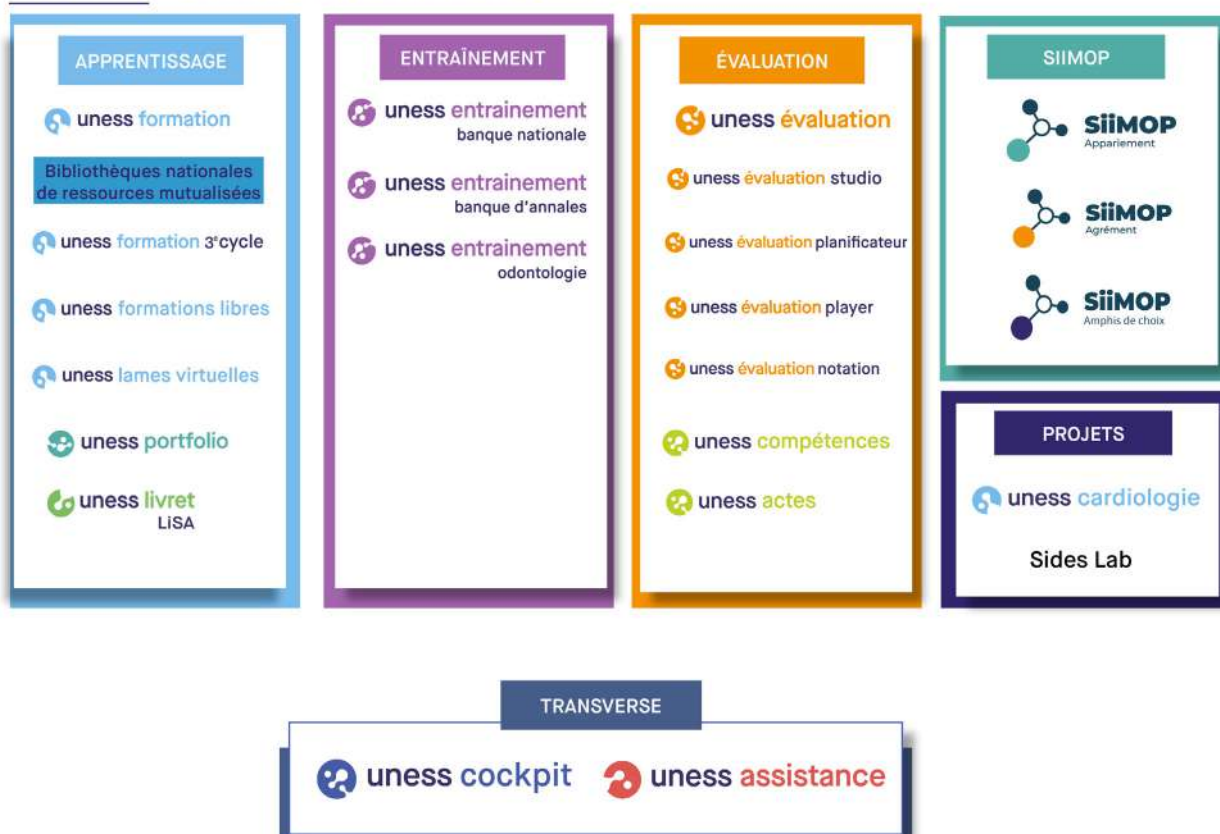 APPRENTISSAGE
uness formation
Bibliothèques nationales
de ressources mutualisées
uness formation 3ᵉcycle
uness formations libres
uness lames virtuelles
uness portfolio
uness livret
LiSA
ENTRAÎNEMENT
uness entrainement
banque nationale
uness entrainement
banque d'annales
uness entrainement
odontologie
ÉVALUATION
uness évaluation
uness évaluation studio
uness évaluation planificateur
uness évaluation player
uness évaluation notation
uness compétences
uness actes
SIIMOP
SiiMOP
Appariement
SiiMOP
Agrément
SiiMOP
Amphis de choix
PROJETS
uness cardiologie
Sides Lab
TRANSVERSE
uness cockpit
uness assistance